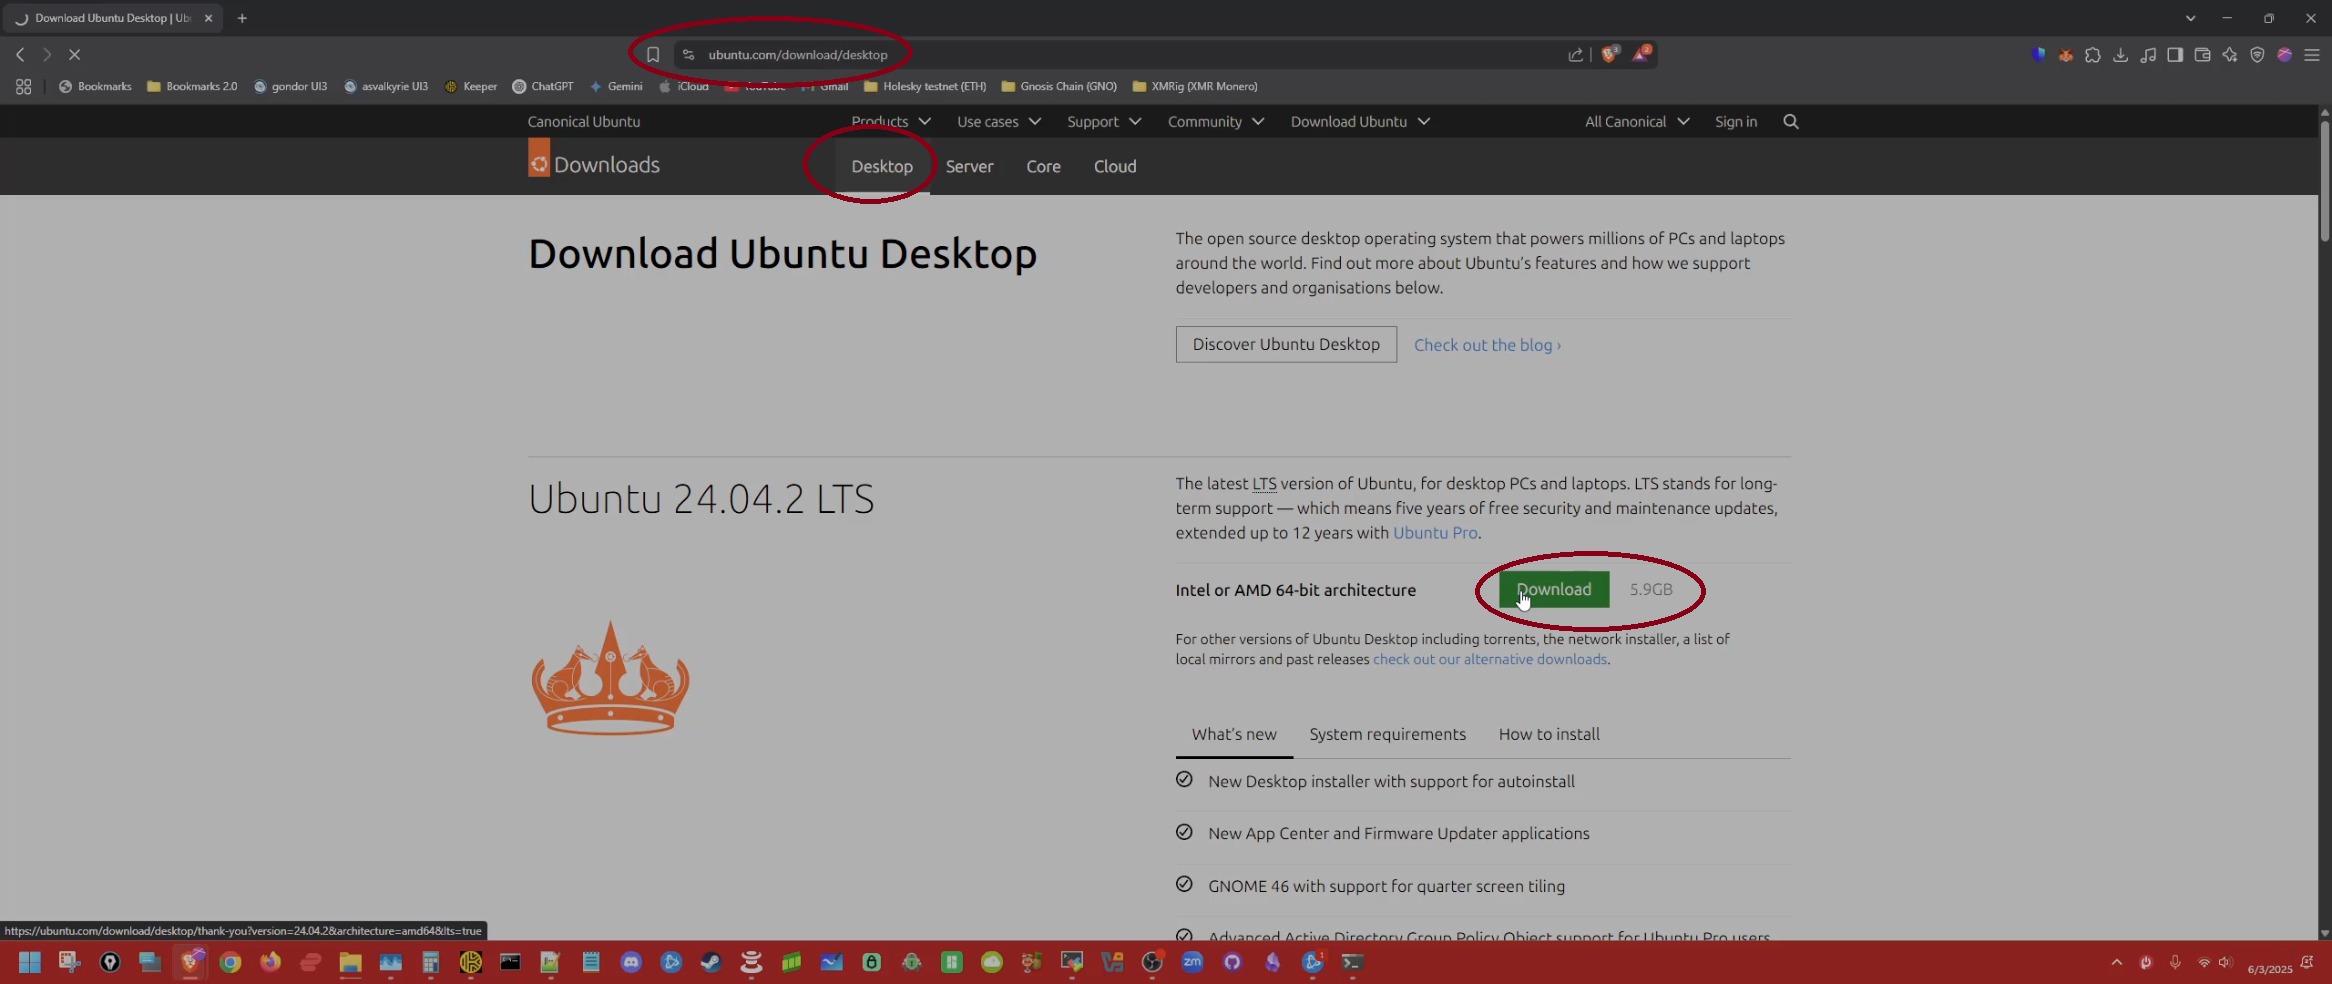 Download Ubuntu Desktop | Ub
ubuntu.com/download/desktop
3
2
Bookmarks
Bookmarks 2.0
gondor UI3
asvalkyrie UI3
Keeper
ChatGPT
Gemini
iCloud
YouTube
Gmail
Holesky testnet (ETH)
Gnosis Chain (GNO)
XMRig (XMR Monero)
Canonical Ubuntu
Products
Use cases
Support
Community
Download Ubuntu
All Canonical
Sign in
Downloads
Desktop
Server
Core
Cloud
Download Ubuntu Desktop
The open source desktop operating system that powers millions of PCs and laptops
around the world. Find out more about Ubuntu's features and how we support
developers and organisations below.
Discover Ubuntu Desktop
Check out the blog ›
Ubuntu 24.04.2 LTS
The latest LTS version of Ubuntu, for desktop PCs and laptops. LTS stands for long-
term support — which means five years of free security and maintenance updates,
extended up to 12 years with Ubuntu Pro.
Intel or AMD 64-bit architecture
Download
5.9GB
For other versions of Ubuntu Desktop including torrents, the network installer, a list of
local mirrors and past releases check out our alternative downloads.
What's new
System requirements
How to install
New Desktop installer with support for autoinstall
New App Center and Firmware Updater applications
GNOME 46 with support for quarter screen tiling
Advanced Active Directory Group Policy Object support for Ubuntu Pro users
https://ubuntu.com/download/desktop/thank-you?version=24.04.2&architecture=amd64&lts=true
zm
1
6/3/2025